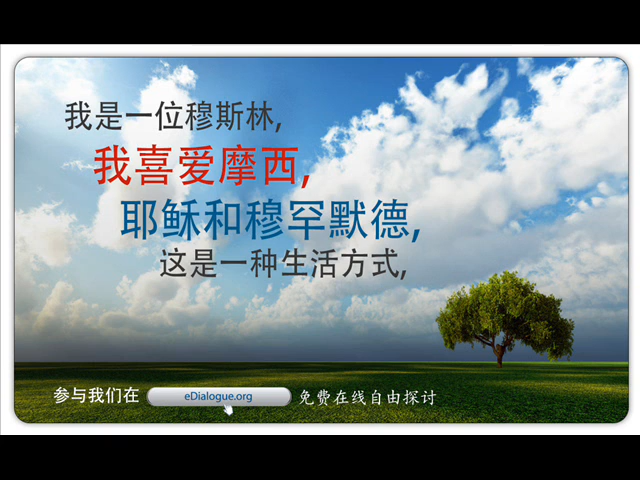 我是一位穆斯林,
我喜爱摩西,
耶稣和穆罕默德,
这是一种生活方式,
参与我们在 eDialogue.org 免费在线自由探讨